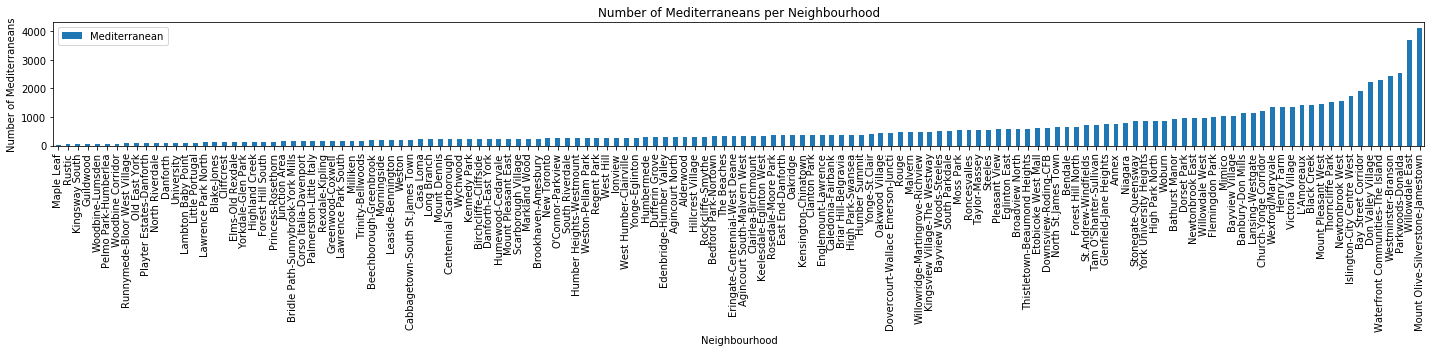 Number of Mediterraneans per Neighbourhood
Number of Mediterraneans
4000
3000
2000
1000
0
Mediterranean
Maple Leaf
Rustic
Kingsway South
Guildwood
Woodbine-Lumsden
Pelmo Park-Humberlea
Woodbine Corridor
Runnymede-Bloor West Village
Old East York
Playter Estates-Danforth
North Riverdale
Danforth
University
Lambton Baby Point
Little Portugal
Lawrence Park North
Blake-Jones
Cliffcrest
Elms-Old Rexdale
Yorkdale-Glen Park
Highland Creek
Forest Hill South
Princess-Rosethorn
Junction Area
Bridle Path-Sunnybrook-York Mills
Corso Italia-Davenport
Palmerston-Little Italy
Rexdale-Kipling
Greenwood-Coxwell
Lawrence Park South
Milliken
Trinity-Bellwoods
Beechborough-Greenbrook
Morningside
Leaside-Bennington
Weston
Cabbagetown-South St.James Town
Casa Loma
Long Branch
Mount Dennis
Centennial Scarborough
Wychwood
Kennedy Park
Birchcliffe-Cliffside
Danforth-East York
Humewood-Cedarvale
Mount Pleasant East
Scarborough Village
Markland Wood
Brookhaven-Amesbury
New Toronto
O'Connor-Parkview
South Riverdale
Humber Heights-Westmount
Weston-Pellam Park
Regent Park
West Hill
Ionview
West Humber-Clairville
Yonge-Eglinton
Humbermede
Dufferin Grove
Edenbridge-Humber Valley
Agincourt North
Alderwood
Hillcrest Village
Rockcliffe-Smythe
Bedford Park-Nortown
The Beaches
Eringate-Centennial-West Deane
Agincourt South-Malvern West
Clairlea-Birchmount
Keelesdale-Eglinton West
Rosedale-Moore Park
East End-Danforth
Oakridge
Kensington-Chinatown
Clanton Park
Englemount-Lawrence
Caledonia-Fairbank
Briar Hill-Belgravia
High Park-Swansea
Humber Summit
Yonge-St.Clair
Oakwood Village
Dovercourt-Wallace Emerson-Juncti
Rouge
Malvern
Willowridge-Martingrove-Richview
Kingsview Village-The Westway
Bayview Woods-Steeles
South Parkdale
Moss Park
Roncesvalles
Taylor-Massey
Steeles
Pleasant View
Eglinton East
Broadview North
Thistletown-Beaumond Heights
Etobicoke West Mall
Downsview-Roding-CFB
North St.James Town
Bendale
Forest Hill North
St.Andrew-Windfields
Tam O'Shanter-Sullivan
Glenfield-Jane Heights
Annex
Niagara
Stonegate-Queensway
York University Heights
High Park North
Woburn
Bathurst Manor
Dorset Park
Newtonbrook East
Willowdale West
Flemingdon Park
Mimico
Bayview Village
Banbury-Don Mills
Lansing-Westgate
Church-Yonge Corridor
Wexford/Maryvale
Henry Farm
Victoria Village
L'Amoreaux
Black Creek
Mount Pleasant West
Thorncliffe Park
Newtonbrook West
Islington-City Centre West
Bay Street Corridor
Don Valley Village
Waterfront Communities-The Island
Westminster-Branson
Parkwoods-Donalda
Willowdale East
Mount Olive-Silverstone-Jamestown
Neighbourhood